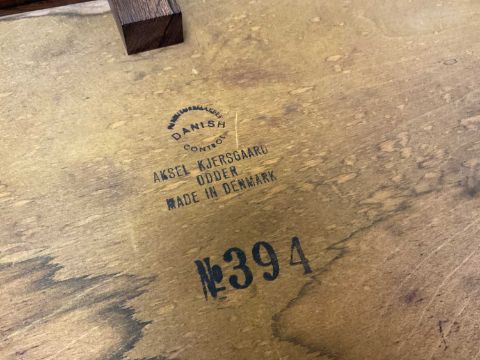 DANISH
CONTROL
AKSEL KJERSGAARD
ODDER
MADE IN DENMARK
№394